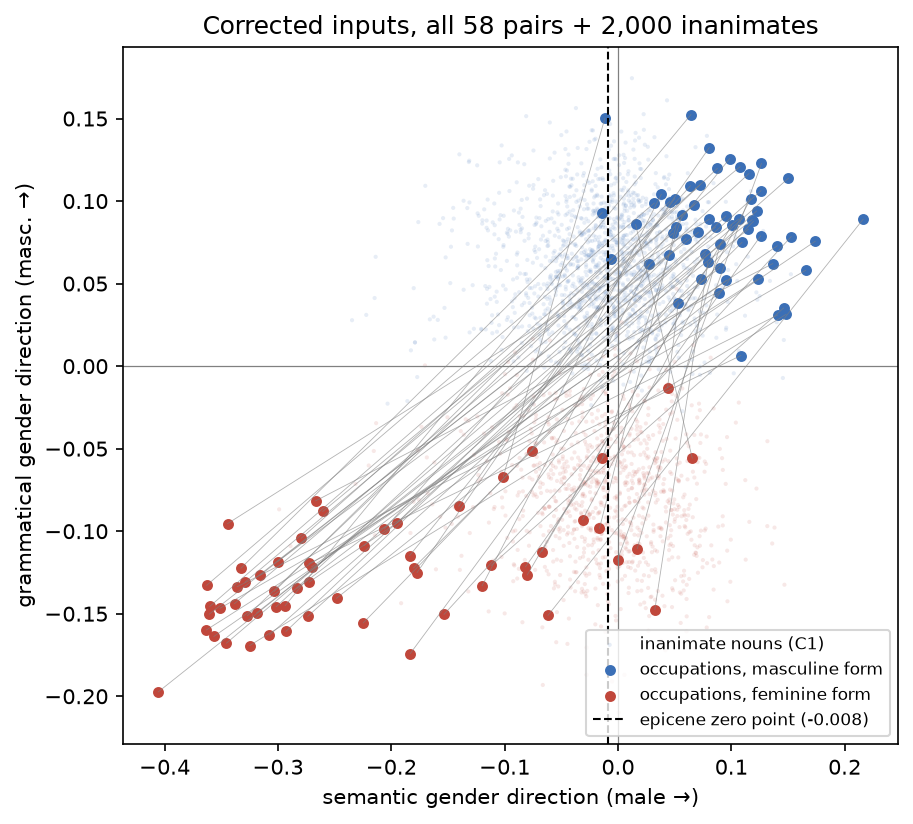 Corrected inputs, all 58 pairs + 2,000 inanimates
grammatical gender direction (masc. →)
0.15
0.10
0.05
0.00
−0.05
−0.10
−0.15
−0.20
inanimate nouns (C1)
occupations, masculine form
occupations, feminine form
epicene zero point (-0.008)
−0.4 −0.3 −0.2 −0.1 0.0 0.1 0.2
semantic gender direction (male →)